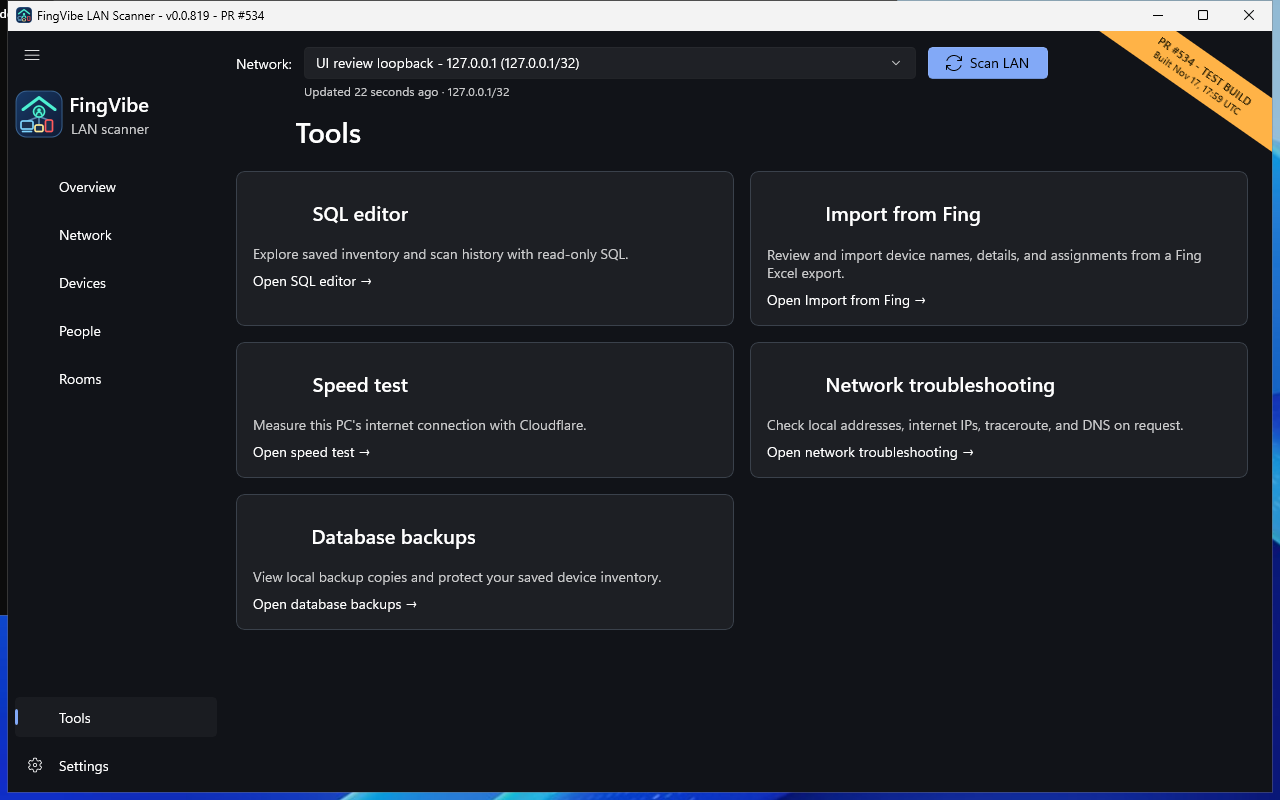 FingVibe LAN Scanner - v0.0.819 - PR #534
Network:
UI review loopback - 127.0.0.1 (127.0.0.1/32)
Scan LAN
Updated 22 seconds ago · 127.0.0.1/32
PR #534 - TEST BUILD
Built Nov 17, 17:59 UTC
FingVibe
LAN scanner
Overview
Network
Devices
People
Rooms
Tools
Settings
Tools
SQL editor
Explore saved inventory and scan history with read-only SQL.
Open SQL editor →
Import from Fing
Review and import device names, details, and assignments from a Fing
Excel export.
Open Import from Fing →
Speed test
Measure this PC's internet connection with Cloudflare.
Open speed test →
Network troubleshooting
Check local addresses, internet IPs, traceroute, and DNS on request.
Open network troubleshooting →
Database backups
View local backup copies and protect your saved device inventory.
Open database backups →